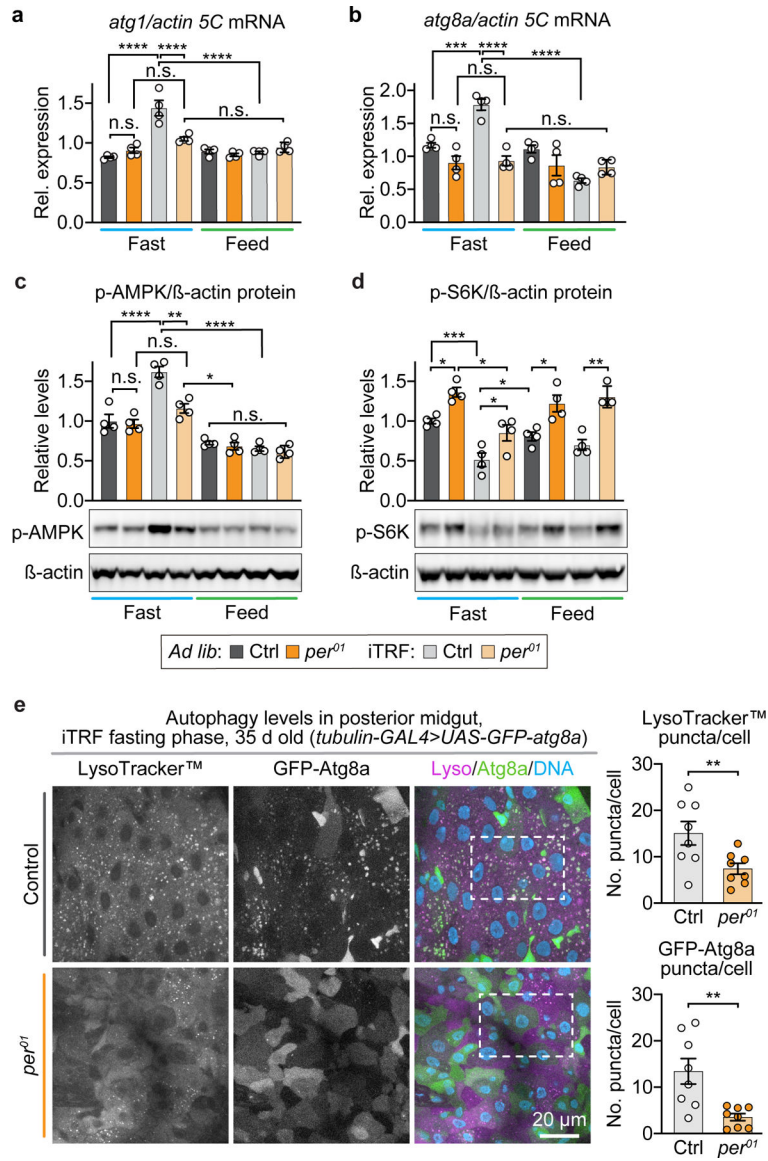 a
atg1/actin 5C mRNA
**** ****
****
n.s.
n.s.
n.s.
Rel. expression
1.5
1.0
0.5
0.0
Fast
Feed
b
atg8a/actin 5C mRNA
*** ****
****
n.s.
n.s.
n.s.
Rel. expression
2.0
1.5
1.0
0.5
0.0
Fast
Feed
c
p-AMPK/ß-actin protein
**** **
****
n.s.
n.s.
*
n.s.
Relative levels
1.5
1.0
0.5
0.0
p-AMPK
ß-actin
Fast
Feed
d
p-S6K/ß-actin protein
***
* * * **
*
*
Relative levels
1.5
1.0
0.5
0.0
p-S6K
ß-actin
Fast
Feed
Ad lib: Ctrl per01 iTRF: Ctrl per01
e
Autophagy levels in posterior midgut,
iTRF fasting phase, 35 d old (tubulin-GAL4>UAS-GFP-atg8a)
LysoTracker™
GFP-Atg8a
Lyso/Atg8a/DNA
Control
per01
20 µm
LysoTracker™
puncta/cell
**
No. puncta/cell
30
20
10
0
Ctrl per01
GFP-Atg8a
puncta/cell
**
No. puncta/cell
30
20
10
0
Ctrl per01